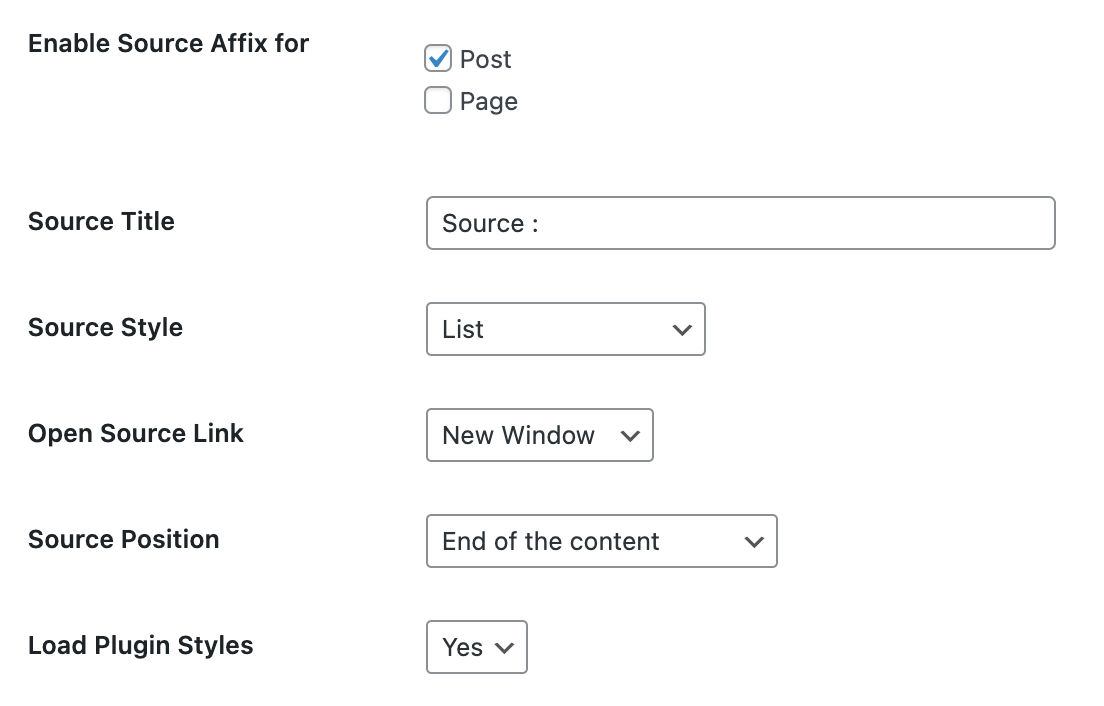 Enable Source Affix for
Post
Page
Source Title
Source :
Source Style
List
Open Source Link
New Window
Source Position
End of the content
Load Plugin Styles
Yes